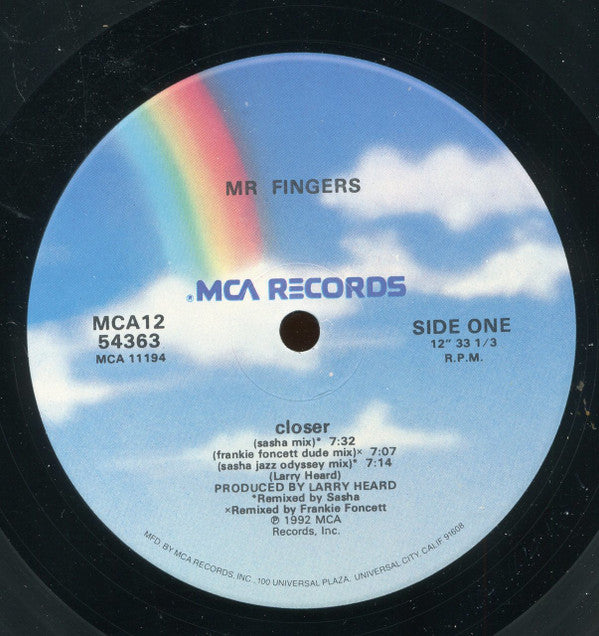 MR FINGERS
MCA RECORDS
MCA12
54363
MCA 11194
SIDE ONE
12" 33 1/3
R.P.M.
closer
(sasha mix)* 7:32
(frankie foncett dude mix)× 7:07
(sasha jazz odyssey mix)* 7:14
(Larry Heard)
PRODUCED BY LARRY HEARD
*Remixed by Sasha
×Remixed by Frankie Foncett
℗ 1992 MCA
Records, Inc.
MFD. BY MCA RECORDS, INC., 100 UNIVERSAL PLAZA, UNIVERSAL CITY, CALIF 91608